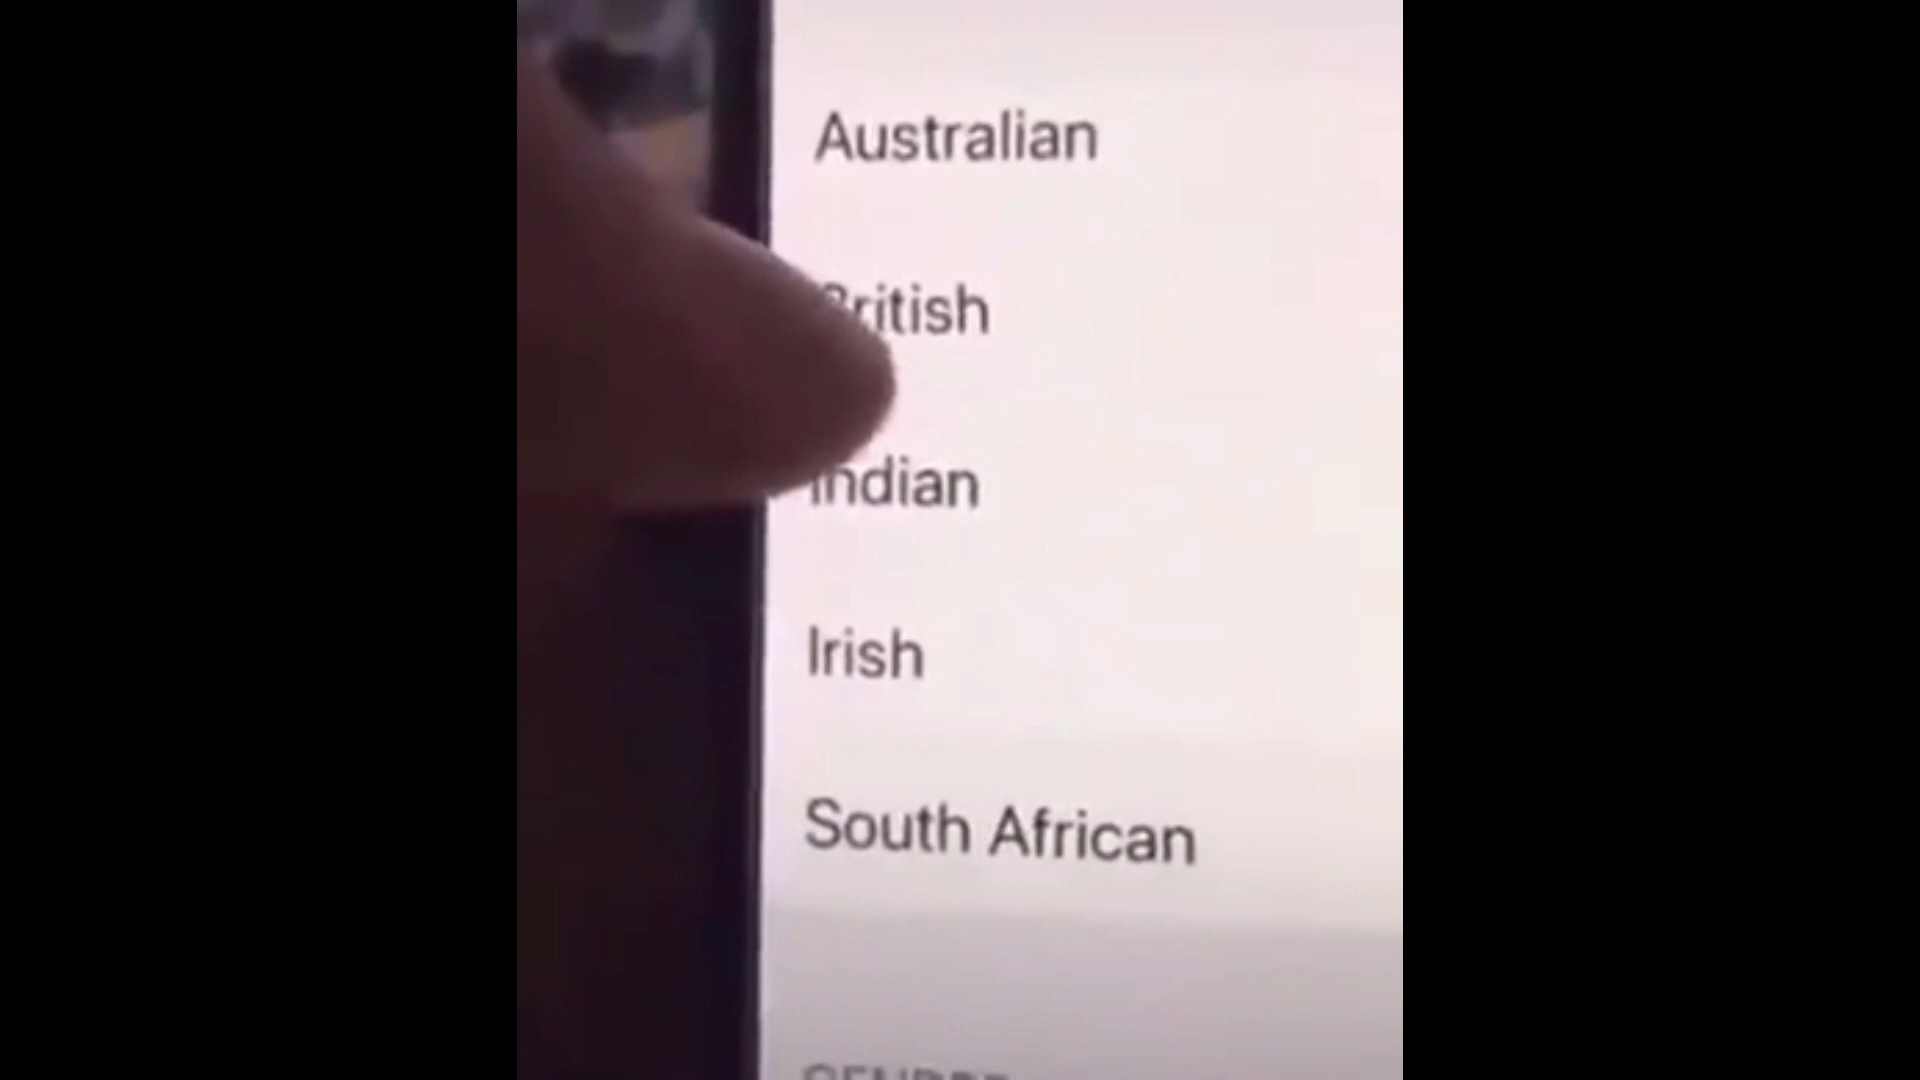 Australian
British
Indian
Irish
South African